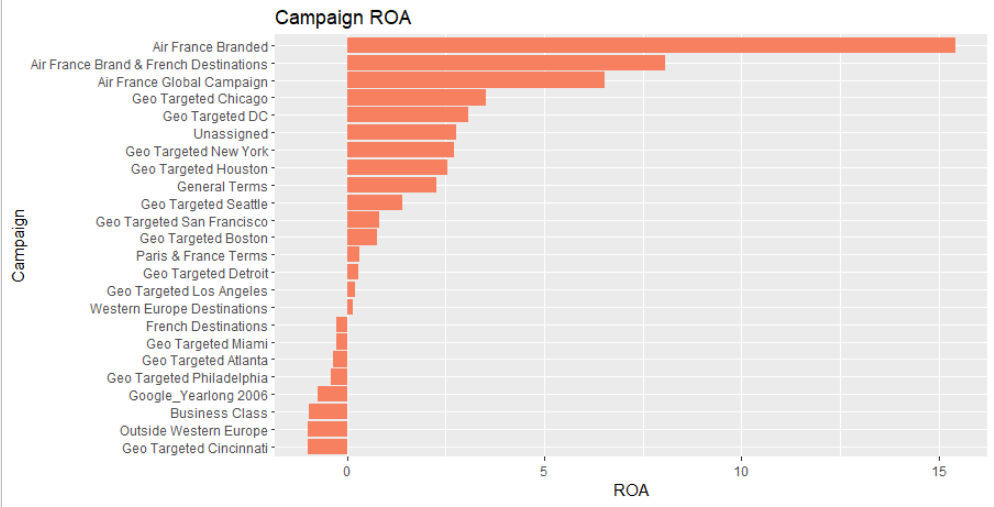 Campaign ROA
Campaign
Air France Branded
Air France Brand & French Destinations
Air France Global Campaign
Geo Targeted Chicago
Geo Targeted DC
Unassigned
Geo Targeted New York
Geo Targeted Houston
General Terms
Geo Targeted Seattle
Geo Targeted San Francisco
Geo Targeted Boston
Paris & France Terms
Geo Targeted Detroit
Geo Targeted Los Angeles
Western Europe Destinations
French Destinations
Geo Targeted Miami
Geo Targeted Atlanta
Geo Targeted Philadelphia
Google_Yearlong 2006
Business Class
Outside Western Europe
Geo Targeted Cincinnati
0 5 10 15
ROA